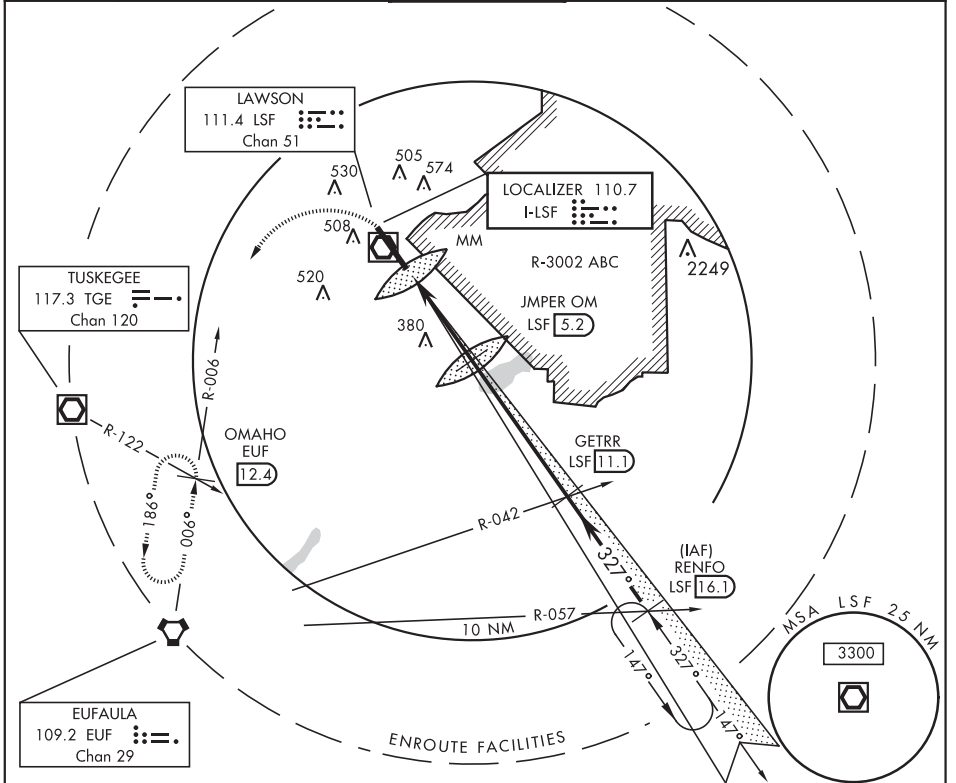 LAWSON
111.4 LSF
Chan 51
505
574
530
508
520
380
LOCALIZER 110.7
I-LSF
MM
R-3002 ABC
2249
JMPER OM
LSF 5.2
TUSKEGEE
117.3 TGE
Chan 120
R-006
R-122
OMAHO
EUF
12.4
186°
006°
GETRR
LSF 11.1
R-042
327°
(IAF)
RENFO
LSF 16.1
R-057
10 NM
147°
327°
147°
MSA LSF 25 NM
3300
EUFAULA
109.2 EUF
Chan 29
ENROUTE FACILITIES